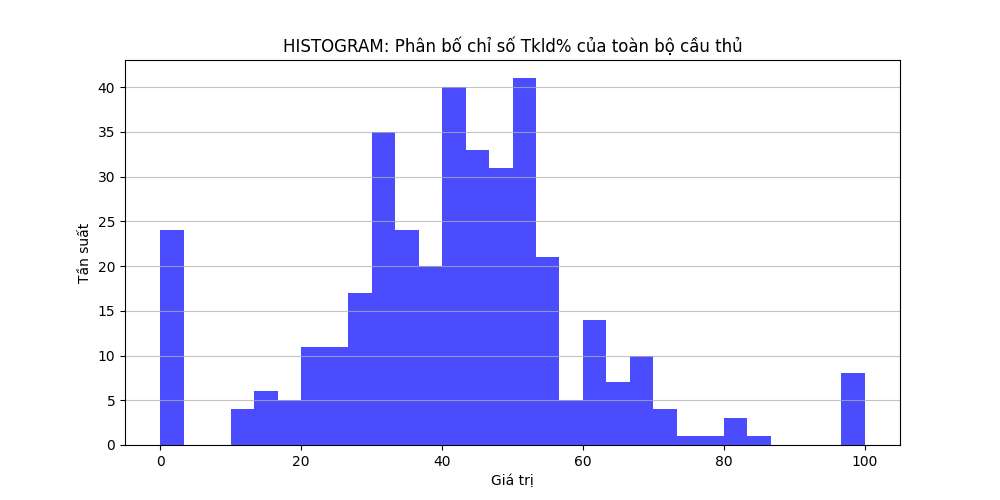 HISTOGRAM: Phân bố chỉ số Tkld% của toàn bộ cầu thủ
40
35
30
25
20
15
10
5
0
Tần suất
0 20 40 60 80 100
Giá trị